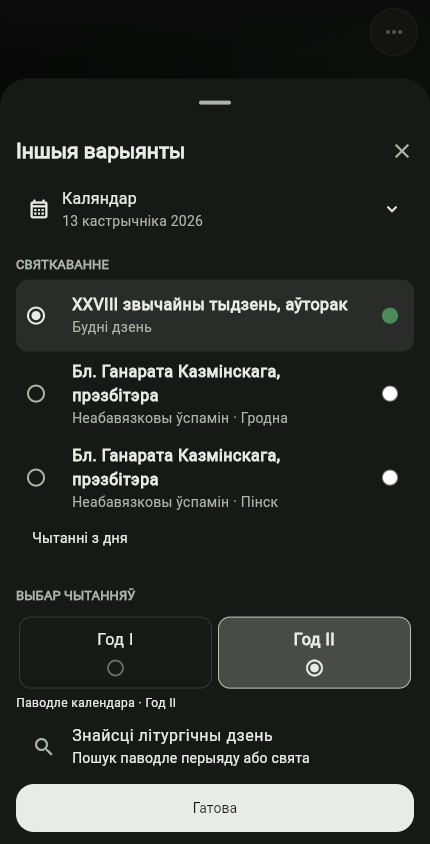 Іншыя варыянты
Каляндар
13 кастрычніка 2026
СВЯТКАВАННЕ
XXVIII звычайны тыдзень, аўторак
Будні дзень
Бл. Ганарата Казмінскага,
прэзбітэра
Неабавязковы ўспамін · Гродна
Бл. Ганарата Казмінскага,
прэзбітэра
Неабавязковы ўспамін · Пінск
Чытанні з дня
ВЫБАР ЧЫТАННЯЎ
Год I
Год II
Паводле календара · Год II
Знайсці літургічны дзень
Пошук паводле перыяду або свята
Гатова